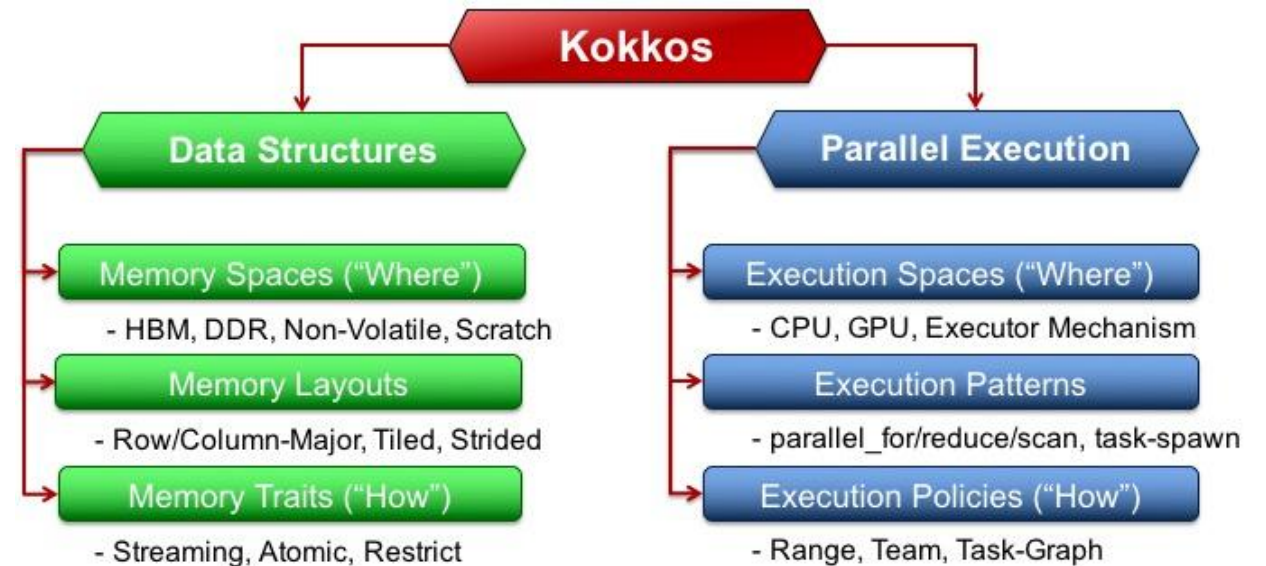 Kokkos
Data Structures
Memory Spaces (“Where”)
- HBM, DDR, Non-Volatile, Scratch
Memory Layouts
- Row/Column-Major, Tiled, Strided
Memory Traits (“How”)
- Streaming, Atomic, Restrict
Parallel Execution
Execution Spaces (“Where”)
- CPU, GPU, Executor Mechanism
Execution Patterns
- parallel_for/reduce/scan, task-spawn
Execution Policies (“How”)
- Range, Team, Task-Graph